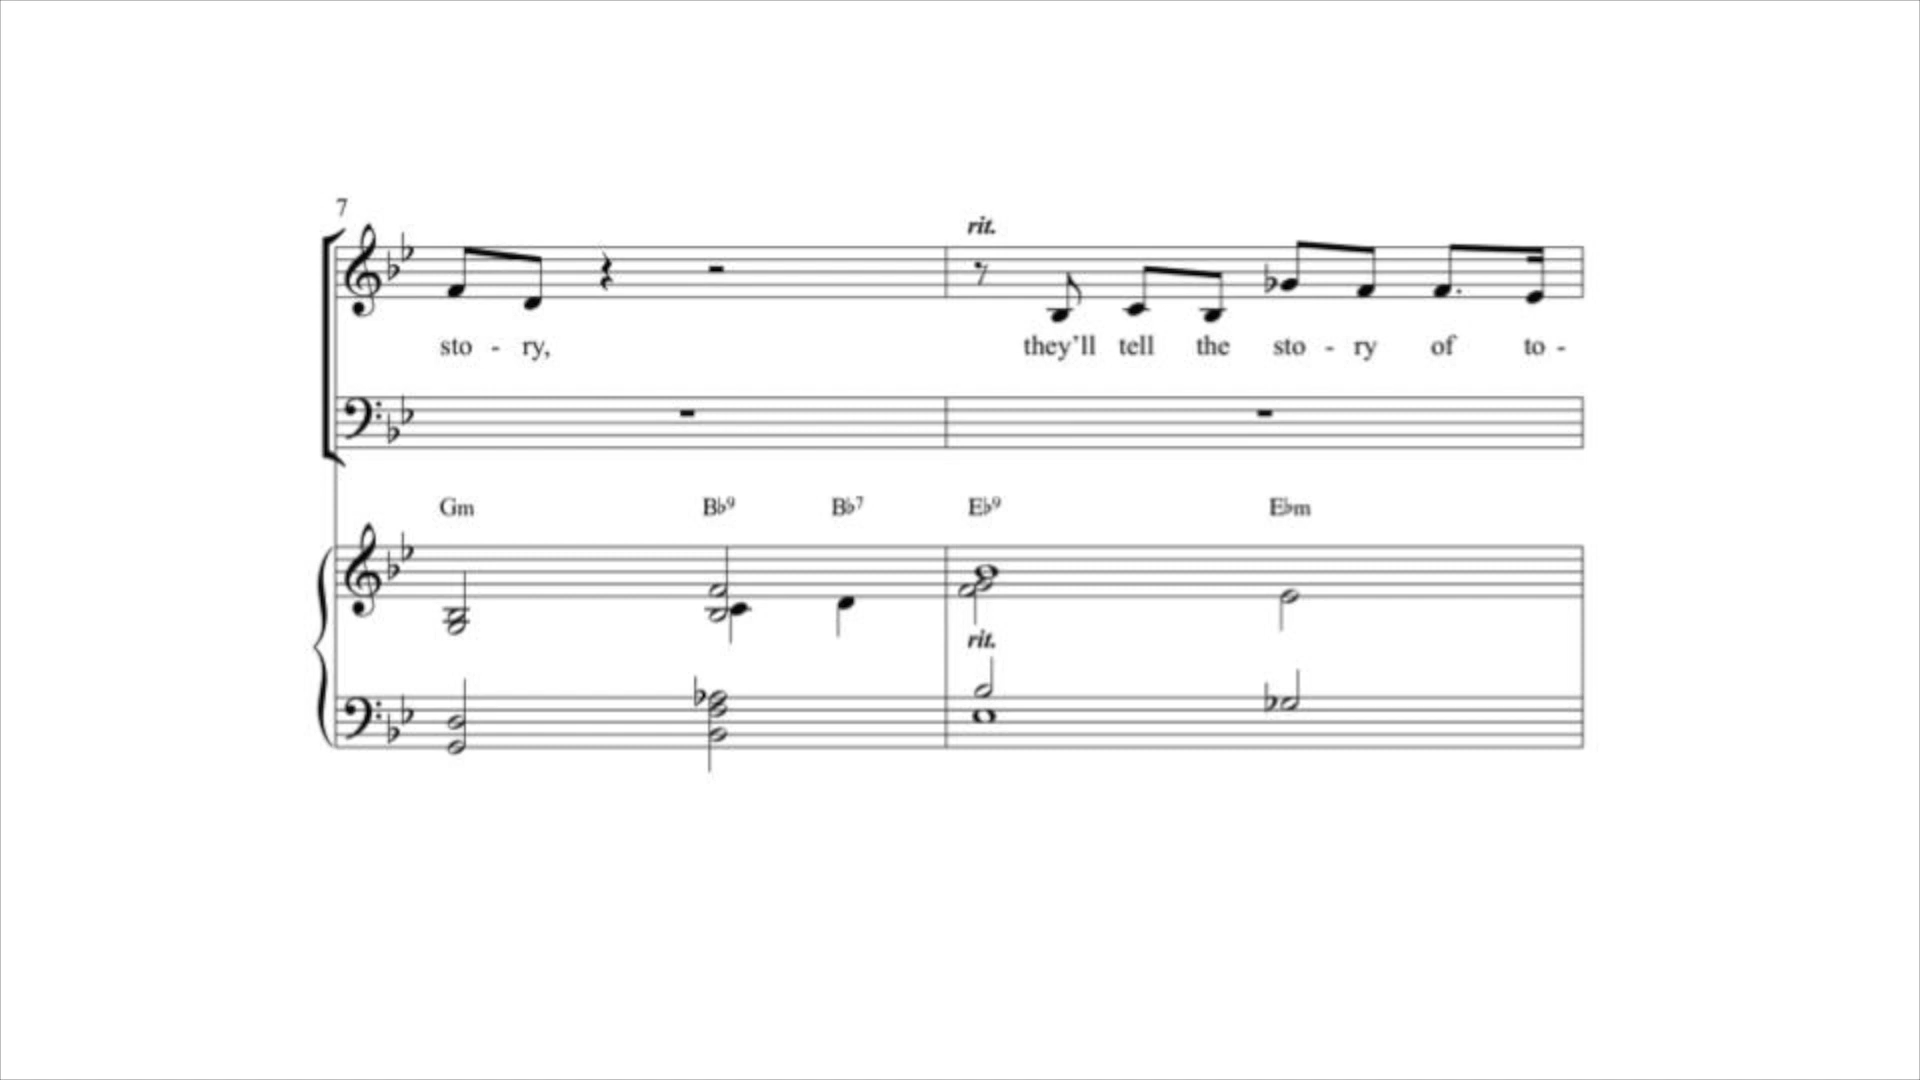 7
rit.
sto - ry, they’ll tell the sto - ry of to -
Gm B♭9 B♭7 E♭9 E♭m
rit.